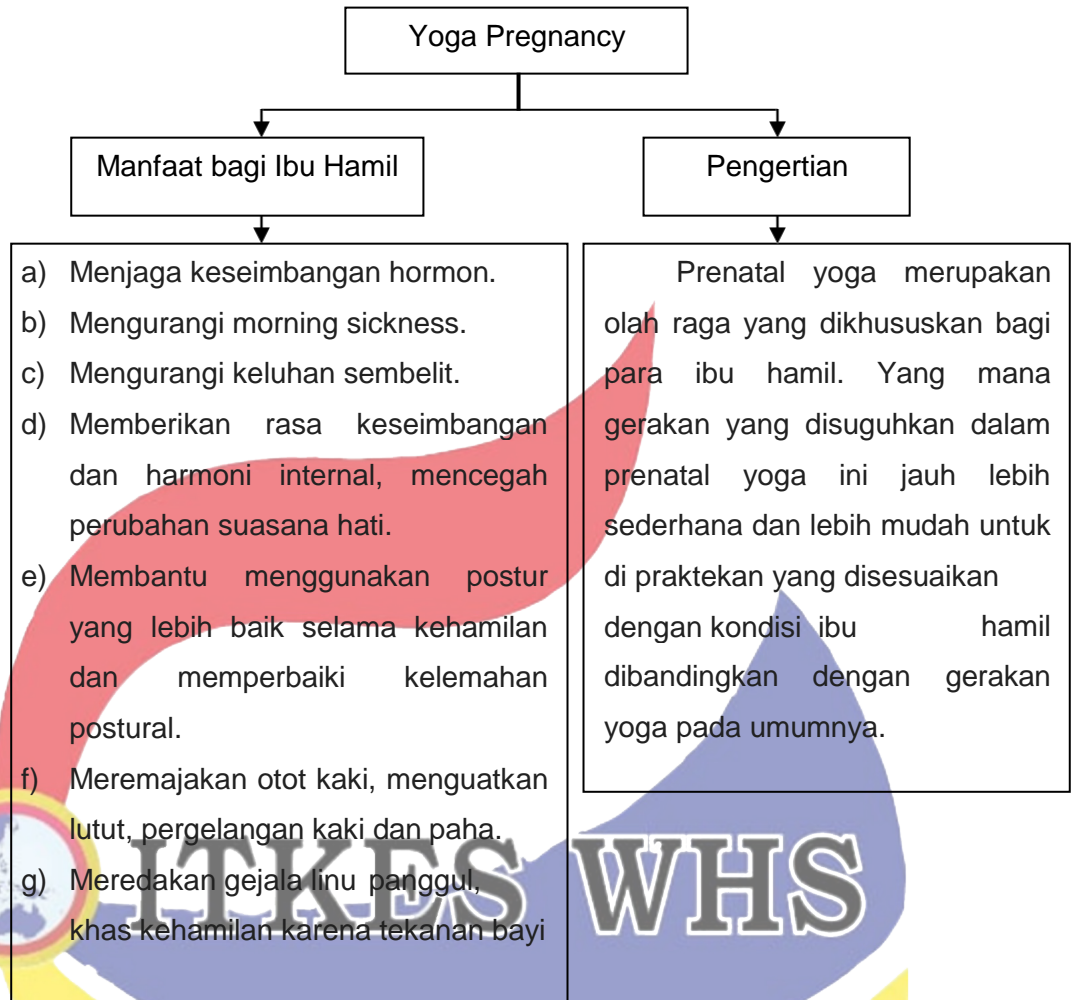 Yoga Pregnancy
Manfaat bagi Ibu Hamil
Pengertian
a) Menjaga keseimbangan hormon.
b) Mengurangi morning sickness.
c) Mengurangi keluhan sembelit.
d) Memberikan rasa keseimbangan
dan harmoni internal, mencegah
perubahan suasana hati.
e) Membantu menggunakan postur
yang lebih baik selama kehamilan
dan memperbaiki kelemahan
postural.
f) Meremajakan otot kaki, menguatkan
lutut, pergelangan kaki dan paha.
g) Meredakan gejala linu panggul,
khas kehamilan karena tekanan bayi
Prenatal yoga merupakan
olah raga yang dikhususkan bagi
para ibu hamil. Yang mana
gerakan yang disuguhkan dalam
prenatal yoga ini jauh lebih
sederhana dan lebih mudah untuk
di praktekan yang disesuaikan
dengan kondisi ibu hamil
dibandingkan dengan gerakan
yoga pada umumnya.
ITKES WHS